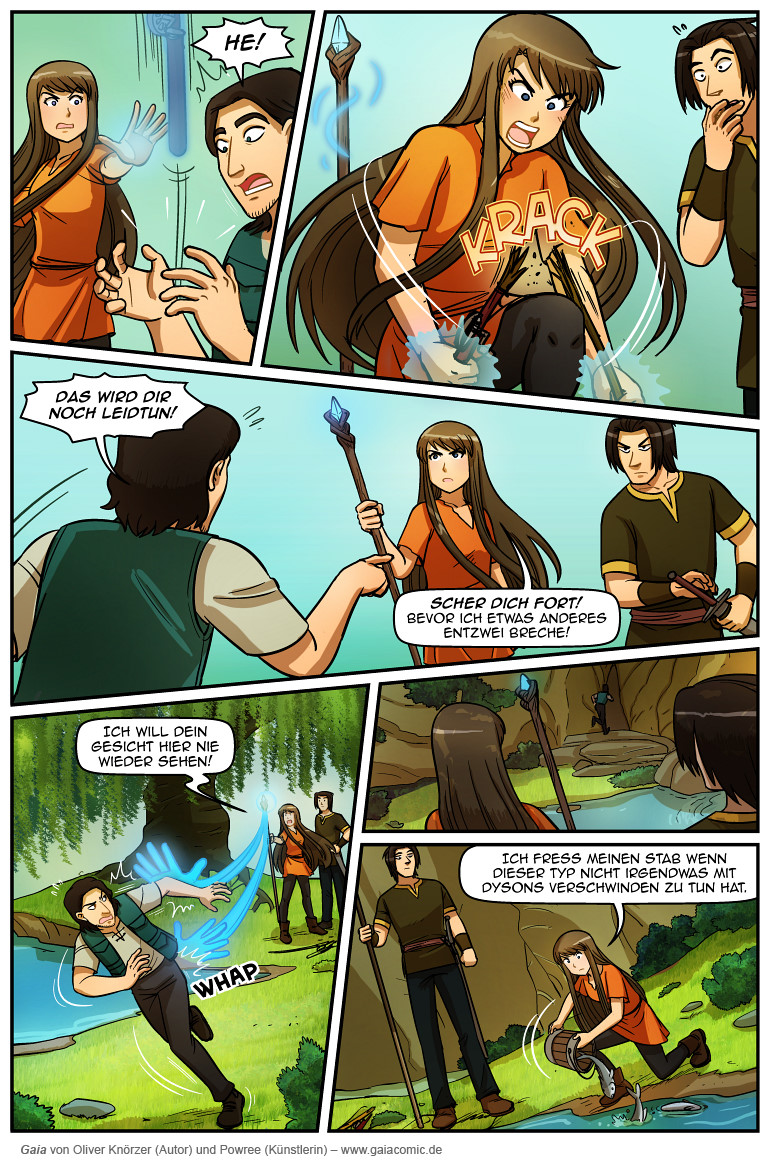 HE!
KRACK
DAS WIRD DIR
NOCH LEIDTUN!
SCHER DICH FORT!
BEVOR ICH ETWAS ANDERES
ENTZWEI BRECHE!
ICH WILL DEIN
GESICHT HIER NIE
WIEDER SEHEN!
WHAP
ICH FRESS MEINEN STAB WENN
DIESER TYP NICHT IRGENDWAS MIT
DYSONS VERSCHWINDEN ZU TUN HAT.
Gaia von Oliver Knörzer (Autor) und Powree (Künstlerin) – www.gaiacomic.de